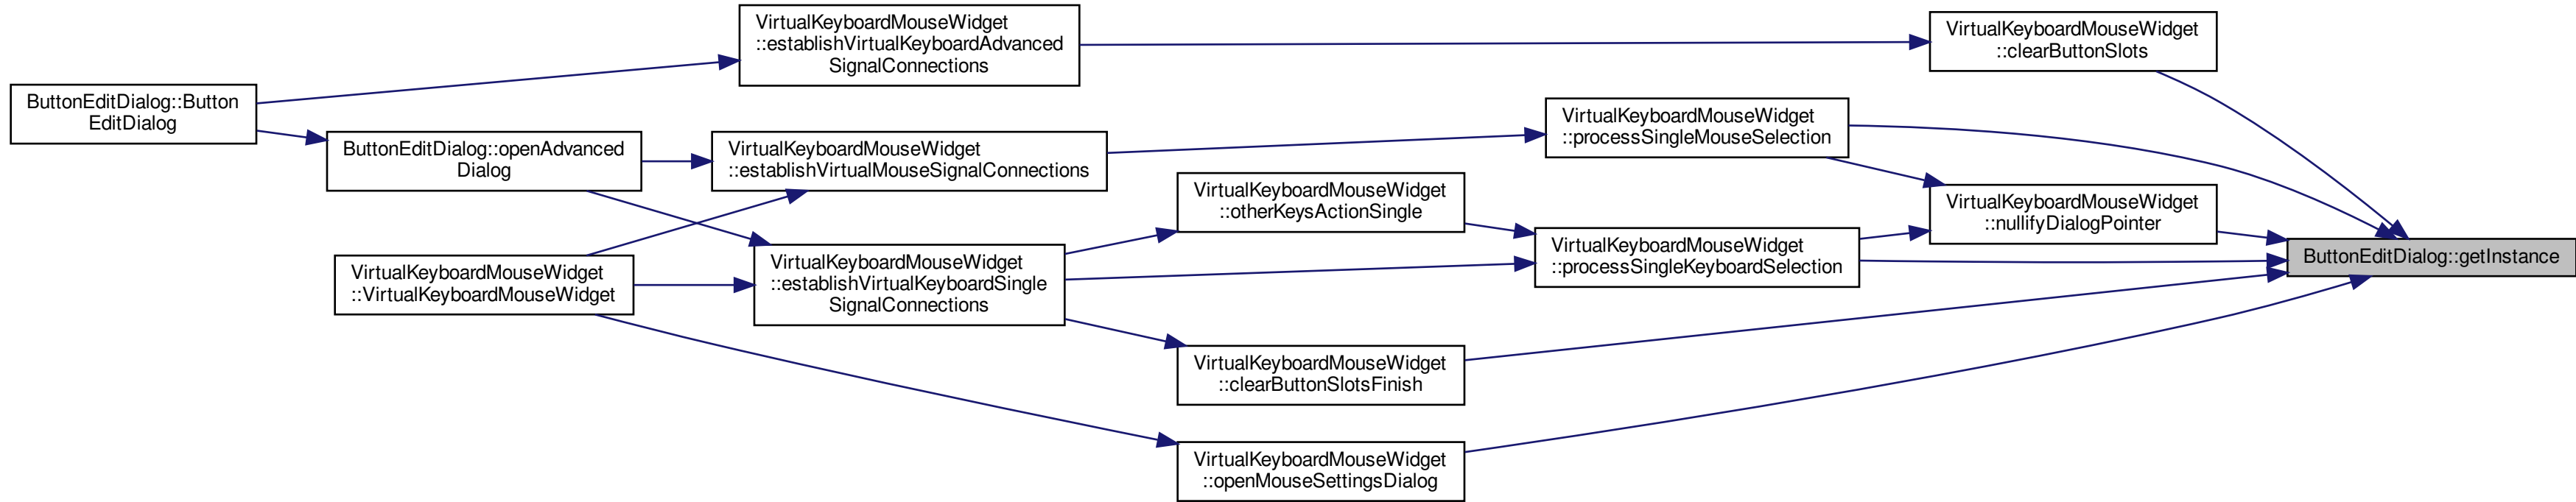 ButtonEditDialog::Button
EditDialog
VirtualKeyboardMouseWidget
::establishVirtualKeyboardAdvanced
SignalConnections
VirtualKeyboardMouseWidget
::clearButtonSlots
ButtonEditDialog::openAdvanced
Dialog
VirtualKeyboardMouseWidget
::establishVirtualMouseSignalConnections
VirtualKeyboardMouseWidget
::processSingleMouseSelection
VirtualKeyboardMouseWidget
::otherKeysActionSingle
VirtualKeyboardMouseWidget
::nullifyDialogPointer
VirtualKeyboardMouseWidget
::VirtualKeyboardMouseWidget
VirtualKeyboardMouseWidget
::establishVirtualKeyboardSingle
SignalConnections
VirtualKeyboardMouseWidget
::processSingleKeyboardSelection
ButtonEditDialog::getInstance
VirtualKeyboardMouseWidget
::clearButtonSlotsFinish
VirtualKeyboardMouseWidget
::openMouseSettingsDialog